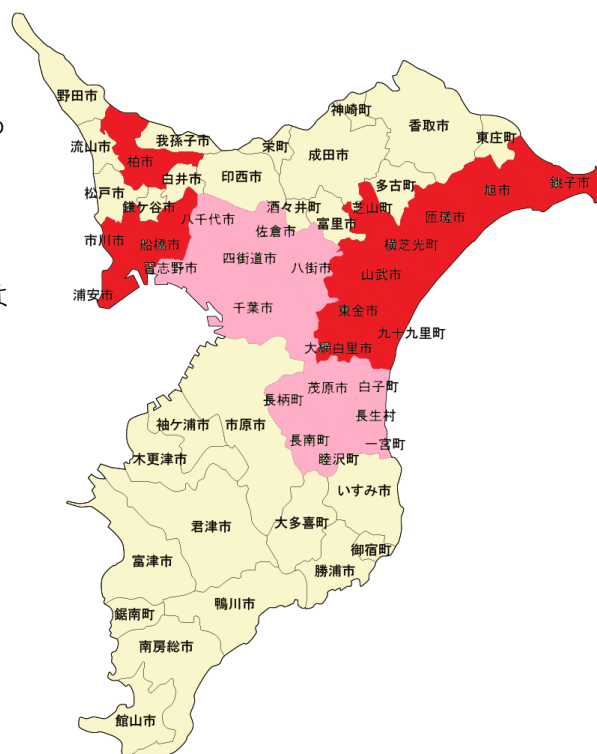 野田市
流山市
柏市
我孫子市
松戸市
鎌ケ谷市
白井市
印西市
栄町
成田市
神崎町
香取市
東庄町
多古町
旭市
銚子市
匝瑳市
芝山町
横芝光町
酒々井町
富里市
八千代市
佐倉市
市川市
船橋市
習志野市
四街道市
八街市
山武市
浦安市
千葉市
東金市
九十九里町
大網白里市
茂原市
白子町
長柄町
長生村
長南町
一宮町
睦沢町
袖ケ浦市
市原市
木更津市
いすみ市
君津市
大多喜町
富津市
御宿町
勝浦市
鴨川市
鋸南町
南房総市
館山市